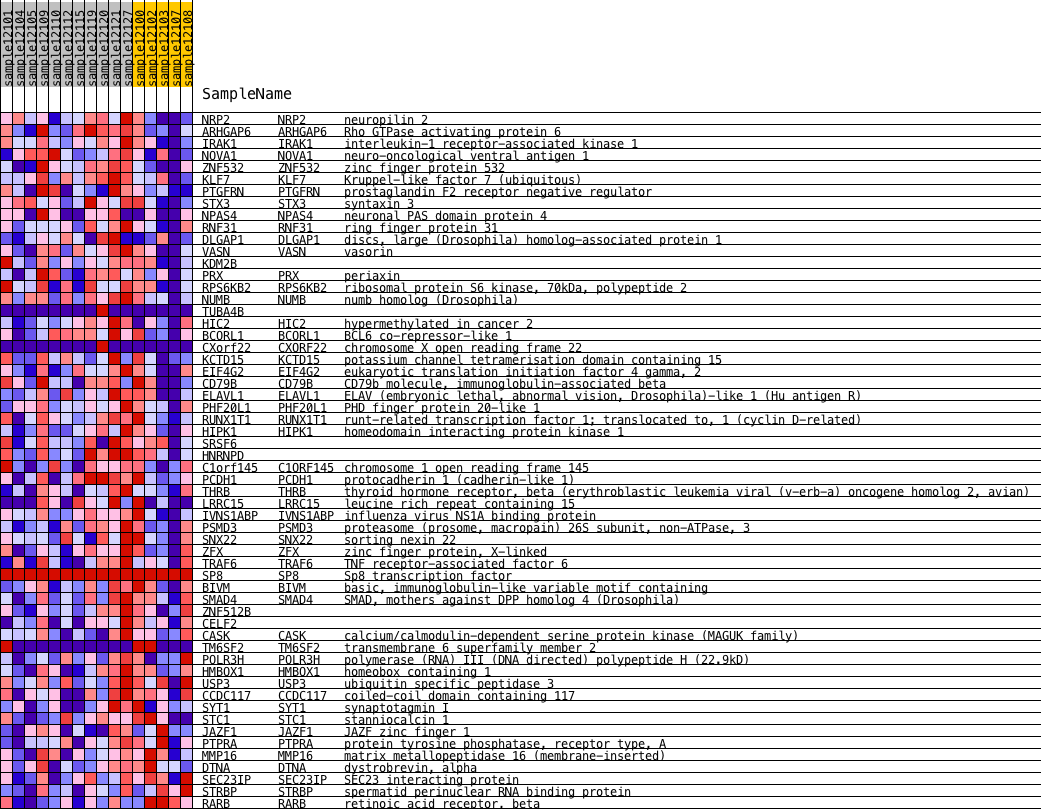 sample12101
sample12104
sample12105
sample12109
sample12110
sample12112
sample12115
sample12119
sample12120
sample12121
sample12127
sample12100
sample12102
sample12103
sample12107
sample12108
SampleName
NRP2 NRP2 neuropilin 2
ARHGAP6 ARHGAP6 Rho GTPase activating protein 6
IRAK1 IRAK1 interleukin-1 receptor-associated kinase 1
NOVA1 NOVA1 neuro-oncological ventral antigen 1
ZNF532 ZNF532 zinc finger protein 532
KLF7 KLF7 Kruppel-like factor 7 (ubiquitous)
PTGFRN PTGFRN prostaglandin F2 receptor negative regulator
STX3 STX3 syntaxin 3
NPAS4 NPAS4 neuronal PAS domain protein 4
RNF31 RNF31 ring finger protein 31
DLGAP1 DLGAP1 discs, large (Drosophila) homolog-associated protein 1
VASN VASN vasorin
KDM2B
PRX PRX periaxin
RPS6KB2 RPS6KB2 ribosomal protein S6 kinase, 70kDa, polypeptide 2
NUMB NUMB numb homolog (Drosophila)
TUBA4B
HIC2 HIC2 hypermethylated in cancer 2
BCORL1 BCORL1 BCL6 co-repressor-like 1
CXorf22 CXORF22 chromosome X open reading frame 22
KCTD15 KCTD15 potassium channel tetramerisation domain containing 15
EIF4G2 EIF4G2 eukaryotic translation initiation factor 4 gamma, 2
CD79B CD79B CD79b molecule, immunoglobulin-associated beta
ELAVL1 ELAVL1 ELAV (embryonic lethal, abnormal vision, Drosophila)-like 1 (Hu antigen R)
PHF20L1 PHF20L1 PHD finger protein 20-like 1
RUNX1T1 RUNX1T1 runt-related transcription factor 1; translocated to, 1 (cyclin D-related)
HIPK1 HIPK1 homeodomain interacting protein kinase 1
SRSF6
HNRNPD
C1orf145 C1ORF145 chromosome 1 open reading frame 145
PCDH1 PCDH1 protocadherin 1 (cadherin-like 1)
THRB THRB thyroid hormone receptor, beta (erythroblastic leukemia viral (v-erb-a) oncogene homolog 2, avian)
LRRC15 LRRC15 leucine rich repeat containing 15
IVNS1ABP IVNS1ABP influenza virus NS1A binding protein
PSMD3 PSMD3 proteasome (prosome, macropain) 26S subunit, non-ATPase, 3
SNX22 SNX22 sorting nexin 22
ZFX ZFX zinc finger protein, X-linked
TRAF6 TRAF6 TNF receptor-associated factor 6
SP8 SP8 Sp8 transcription factor
BIVM BIVM basic, immunoglobulin-like variable motif containing
SMAD4 SMAD4 SMAD, mothers against DPP homolog 4 (Drosophila)
ZNF512B
CELF2
CASK CASK calcium/calmodulin-dependent serine protein kinase (MAGUK family)
TM6SF2 TM6SF2 transmembrane 6 superfamily member 2
POLR3H POLR3H polymerase (RNA) III (DNA directed) polypeptide H (22.9kD)
HMBOX1 HMBOX1 homeobox containing 1
USP3 USP3 ubiquitin specific peptidase 3
CCDC117 CCDC117 coiled-coil domain containing 117
SYT1 SYT1 synaptotagmin I
STC1 STC1 stanniocalcin 1
JAZF1 JAZF1 JAZF zinc finger 1
PTPRA PTPRA protein tyrosine phosphatase, receptor type, A
MMP16 MMP16 matrix metallopeptidase 16 (membrane-inserted)
DTNA DTNA dystrobrevin, alpha
SEC23IP SEC23IP SEC23 interacting protein
STRBP STRBP spermatid perinuclear RNA binding protein
RARB RARB retinoic acid receptor, beta